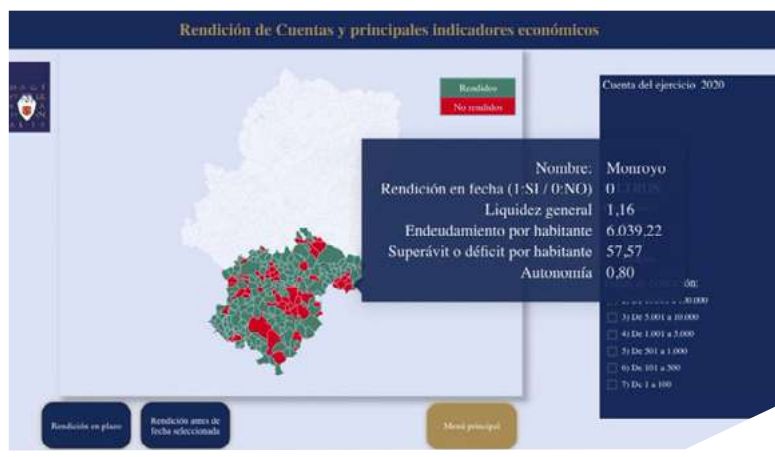 Rendición de Cuentas y principales indicadores económicos
Rendidos
No rendidos
Cuenta del ejercicio 2020
Nombre: Monroyo
Rendición en fecha (1:SI / 0:NO) 0
Liquidez general 1,16
Endeudamiento por habitante 6.039,22
Superávit o déficit por habitante 57,57
Autonomía 0,80
3) De 5.001 a 10.000
4) De 1.001 a 5.000
5) De 501 a 1.000
6) De 101 a 500
7) De 1 a 100
Rendición en plazo
Rendición antes de
fecha seleccionada
Menú principal